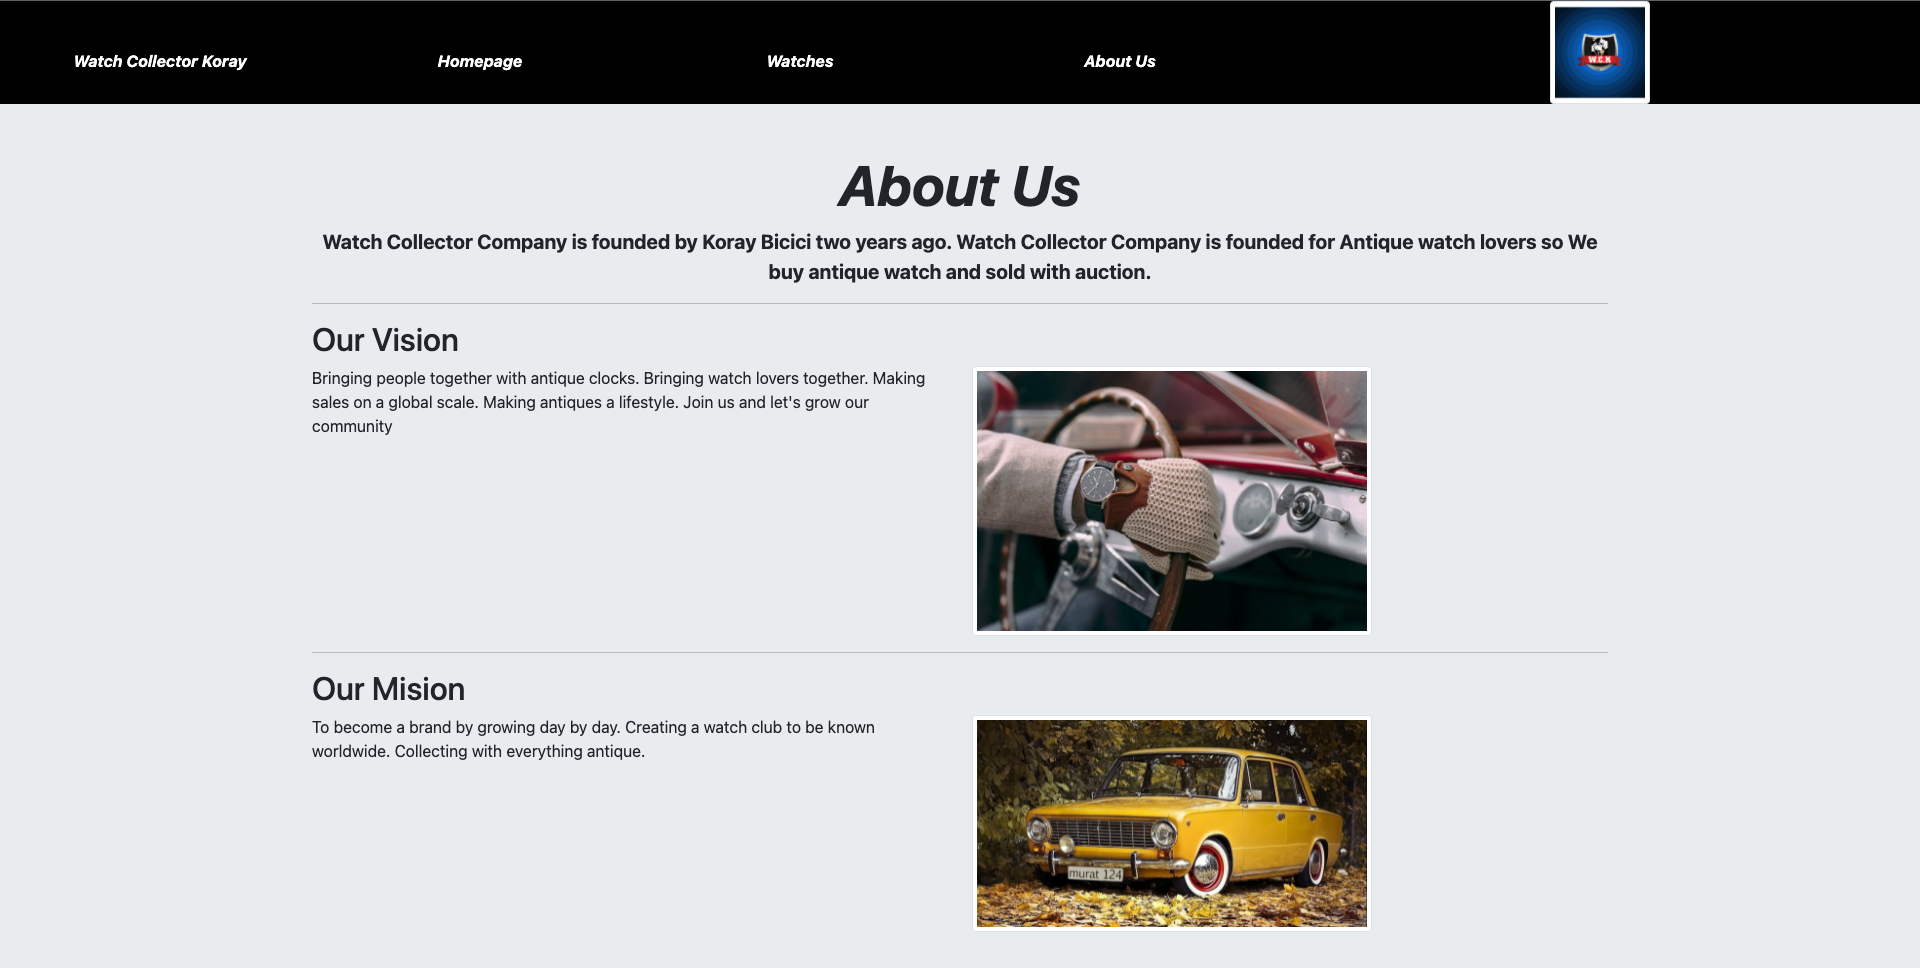 Watch Collector Koray
Homepage
Watches
About Us
W.C.K
About Us
Watch Collector Company is founded by Koray Bicici two years ago. Watch Collector Company is founded for Antique watch lovers so We
buy antique watch and sold with auction.
Our Vision
Bringing people together with antique clocks. Bringing watch lovers together. Making
sales on a global scale. Making antiques a lifestyle. Join us and let's grow our
community
Our Mision
To become a brand by growing day by day. Creating a watch club to be known
worldwide. Collecting with everything antique.
murat 124